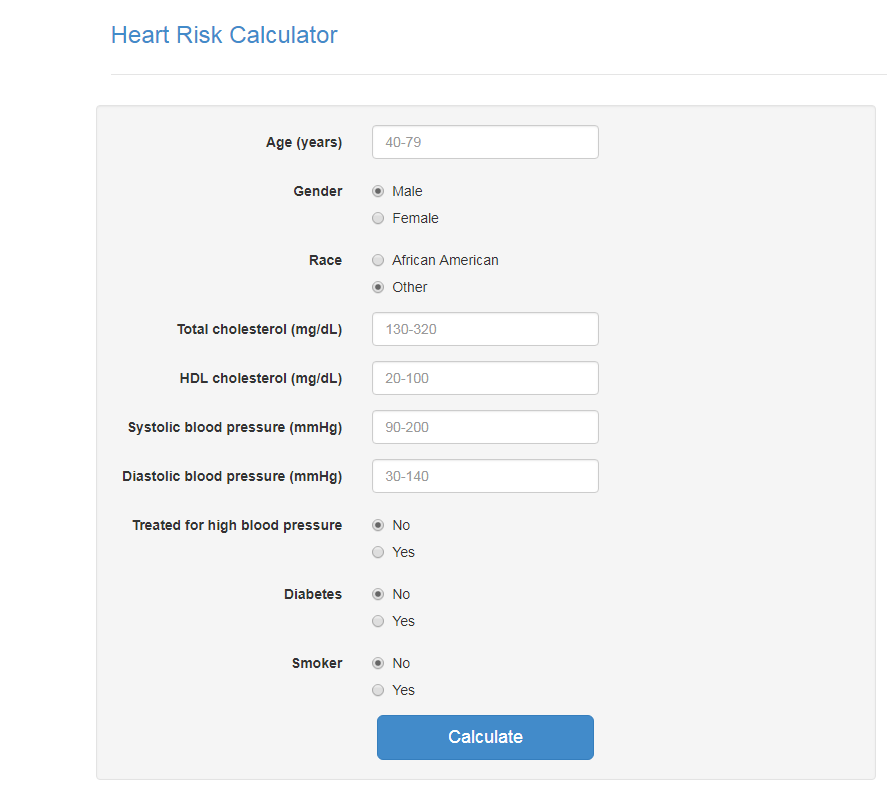 Heart Risk Calculator
Age (years) 40-79
Gender Male
Female
Race African American
Other
Total cholesterol (mg/dL) 130-320
HDL cholesterol (mg/dL) 20-100
Systolic blood pressure (mmHg) 90-200
Diastolic blood pressure (mmHg) 30-140
Treated for high blood pressure No
Yes
Diabetes No
Yes
Smoker No
Yes
Calculate